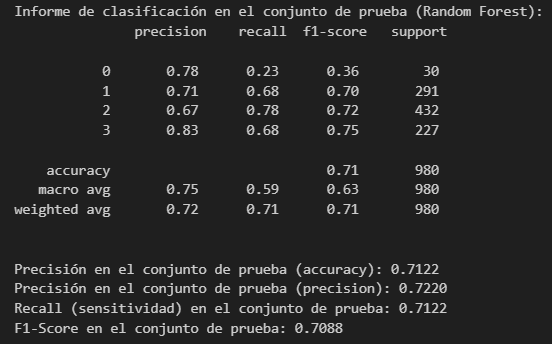 Informe de clasificación en el conjunto de prueba (Random Forest):
precision recall f1-score support
0 0.78 0.23 0.36 30
1 0.71 0.68 0.70 291
2 0.67 0.78 0.72 432
3 0.83 0.68 0.75 227
accuracy 0.71 980
macro avg 0.75 0.59 0.63 980
weighted avg 0.72 0.71 0.71 980
Precisión en el conjunto de prueba (accuracy): 0.7122
Precisión en el conjunto de prueba (precision): 0.7220
Recall (sensitividad) en el conjunto de prueba: 0.7122
F1-Score en el conjunto de prueba: 0.7088